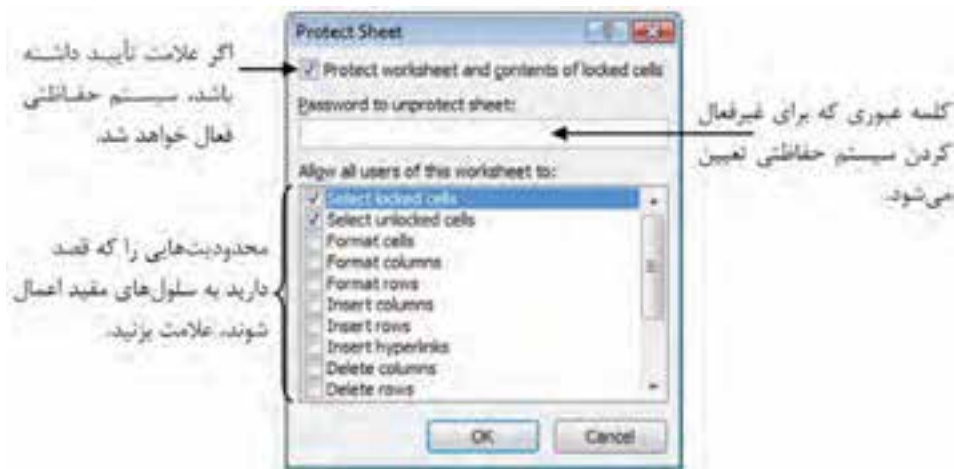 Protect Sheet
Protect worksheet and contents of locked cells
Password to unprotect sheet:
Allow all users of this worksheet to:
Select locked cells
Select unlocked cells
Format cells
Format columns
Format rows
Insert columns
Insert rows
Insert hyperlinks
Delete columns
Delete rows
OK
Cancel
اگر علامت تأیید داشته
باشد، سیستم حفاظتی
فعال خواهد شد.
کلمه عبوری که برای غیرفعال
کردن سیستم حفاظتی تعیین
می‌شود.
محدودیت‌هایی را که قصد
دارید به سلول‌های مقید اعمال
شوند، علامت بزنید.